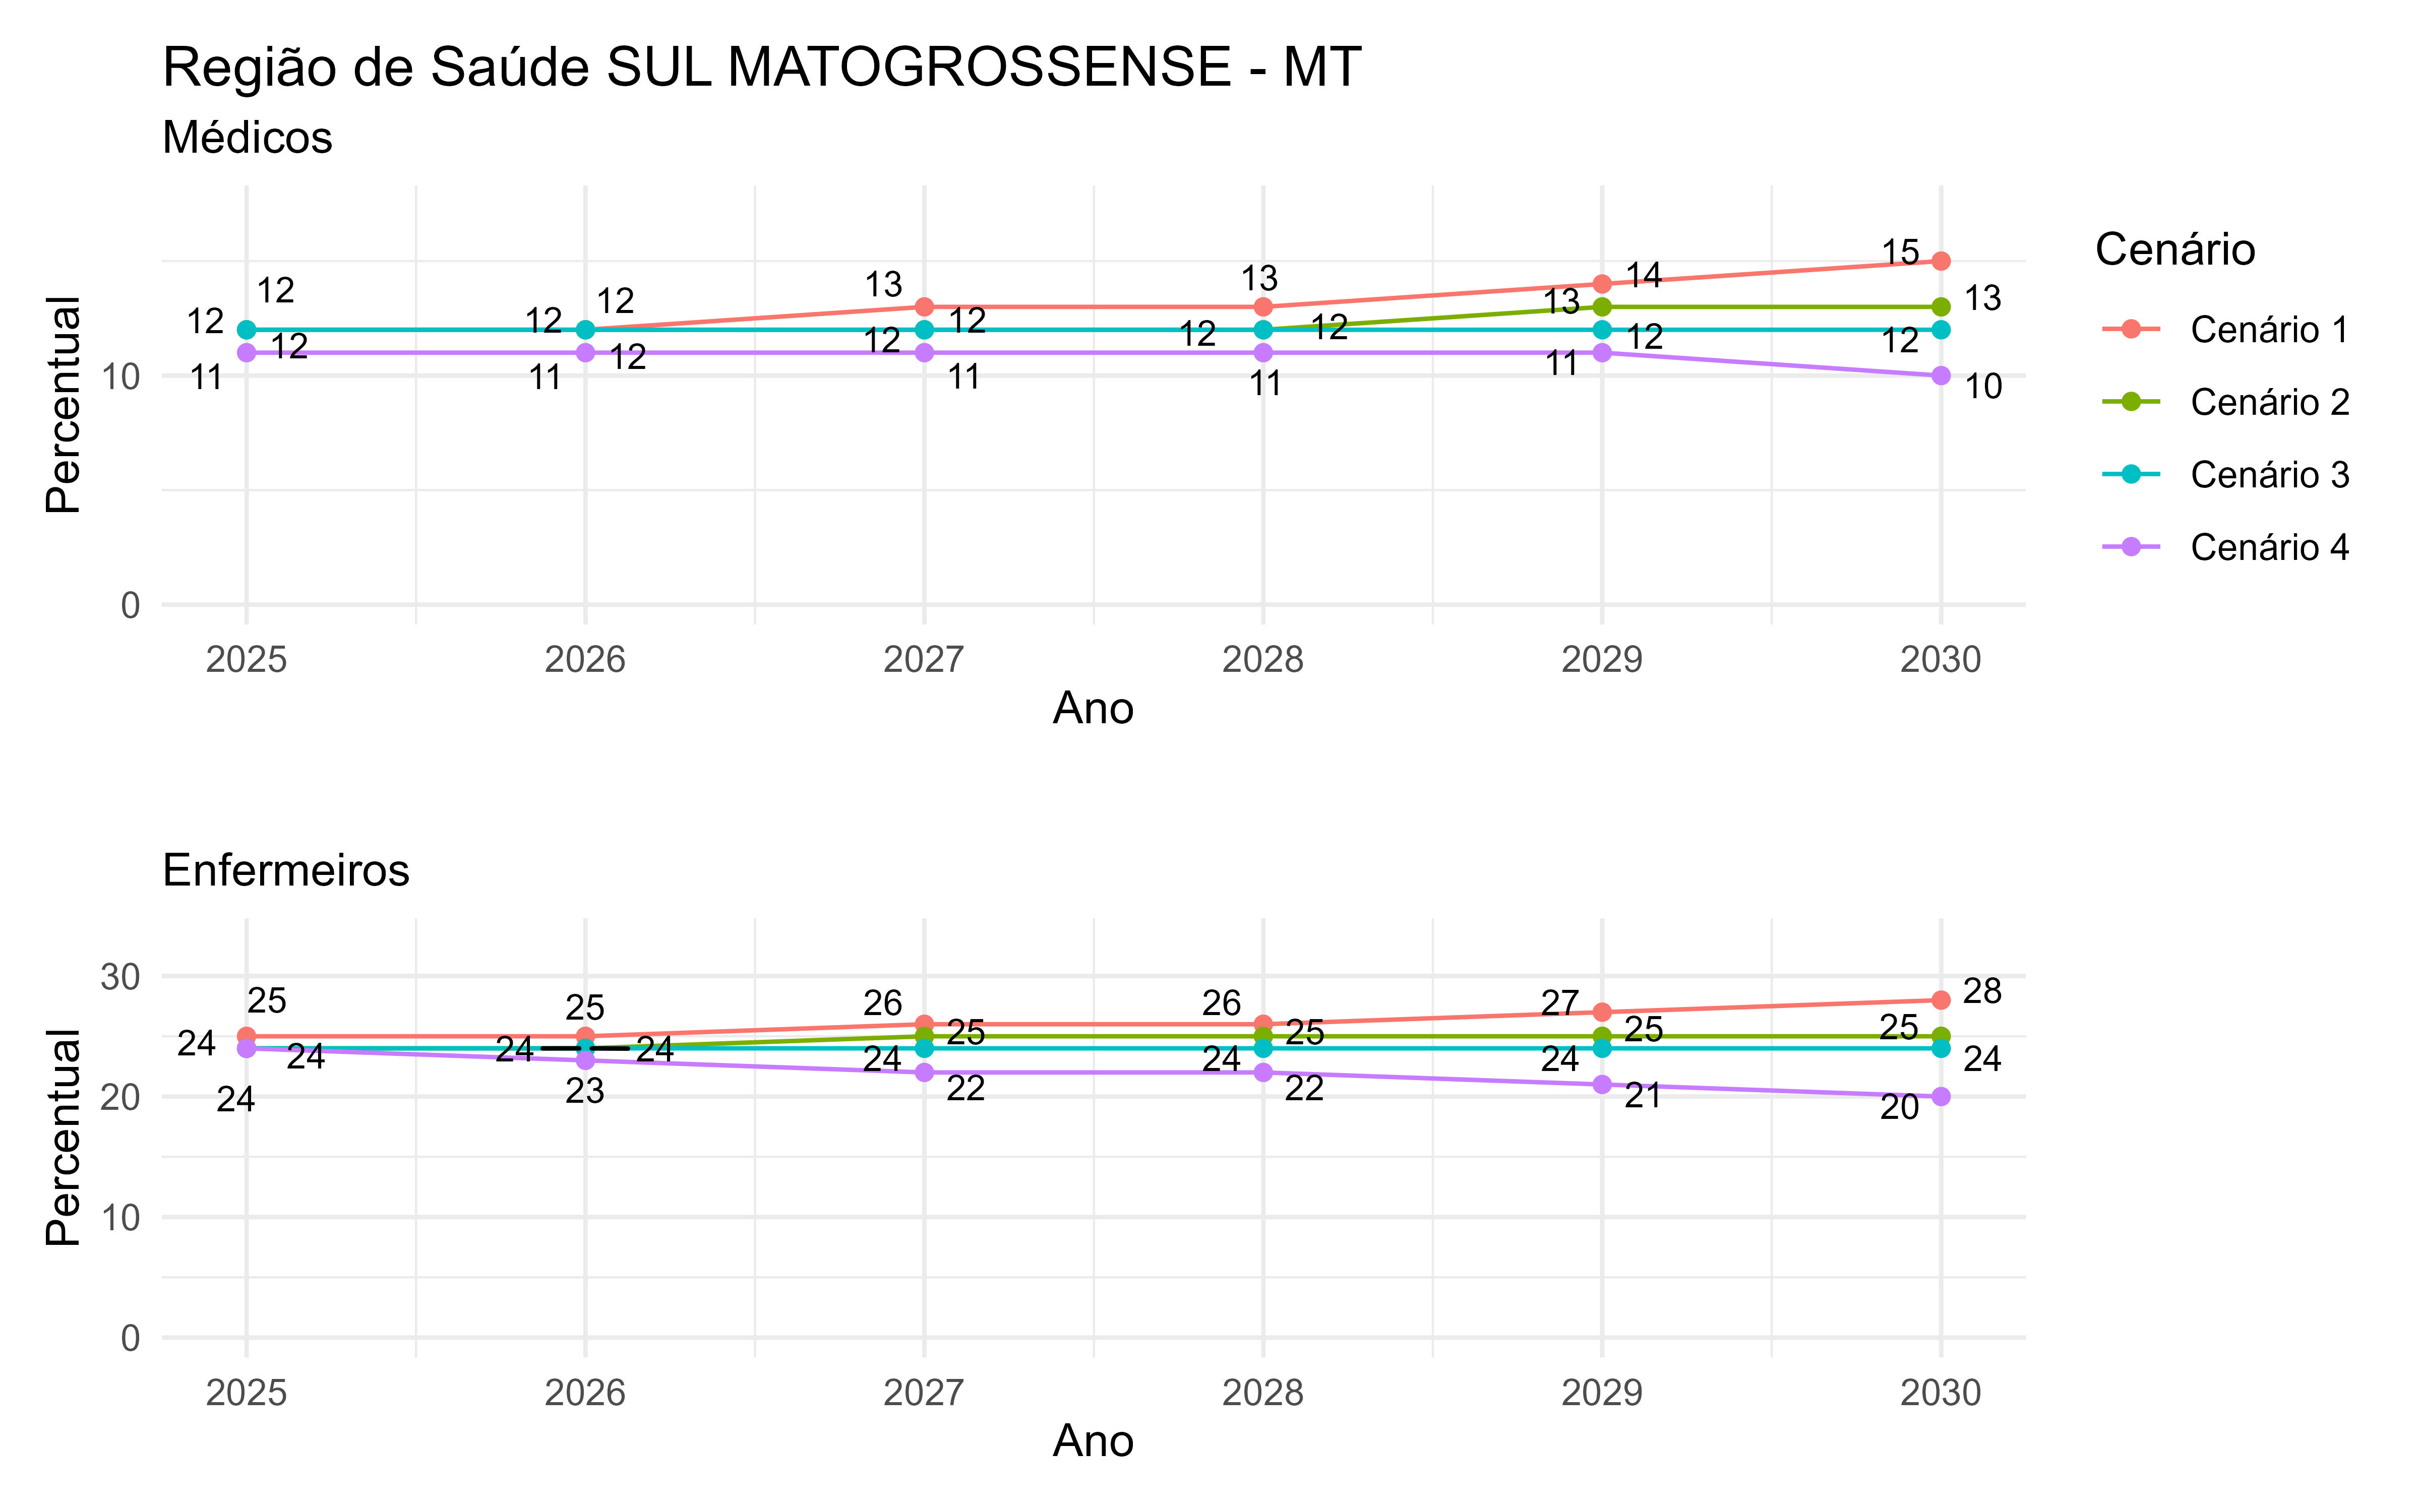 Região de Saúde SUL MATOGROSSENSE - MT
Médicos
Percentual
10
0
12 12 13 13 14 15
12 12 12 12 13 13
12 12 12 12 12 12
11 11 11 11 11 10
2025 2026 2027 2028 2029 2030
Ano
Cenário
Cenário 1
Cenário 2
Cenário 3
Cenário 4
Enfermeiros
Percentual
30
20
10
0
25 25 26 26 27 28
24 24 25 25 25 25
24 24 24 24 24 24
24 23 22 22 21 20
2025 2026 2027 2028 2029 2030
Ano